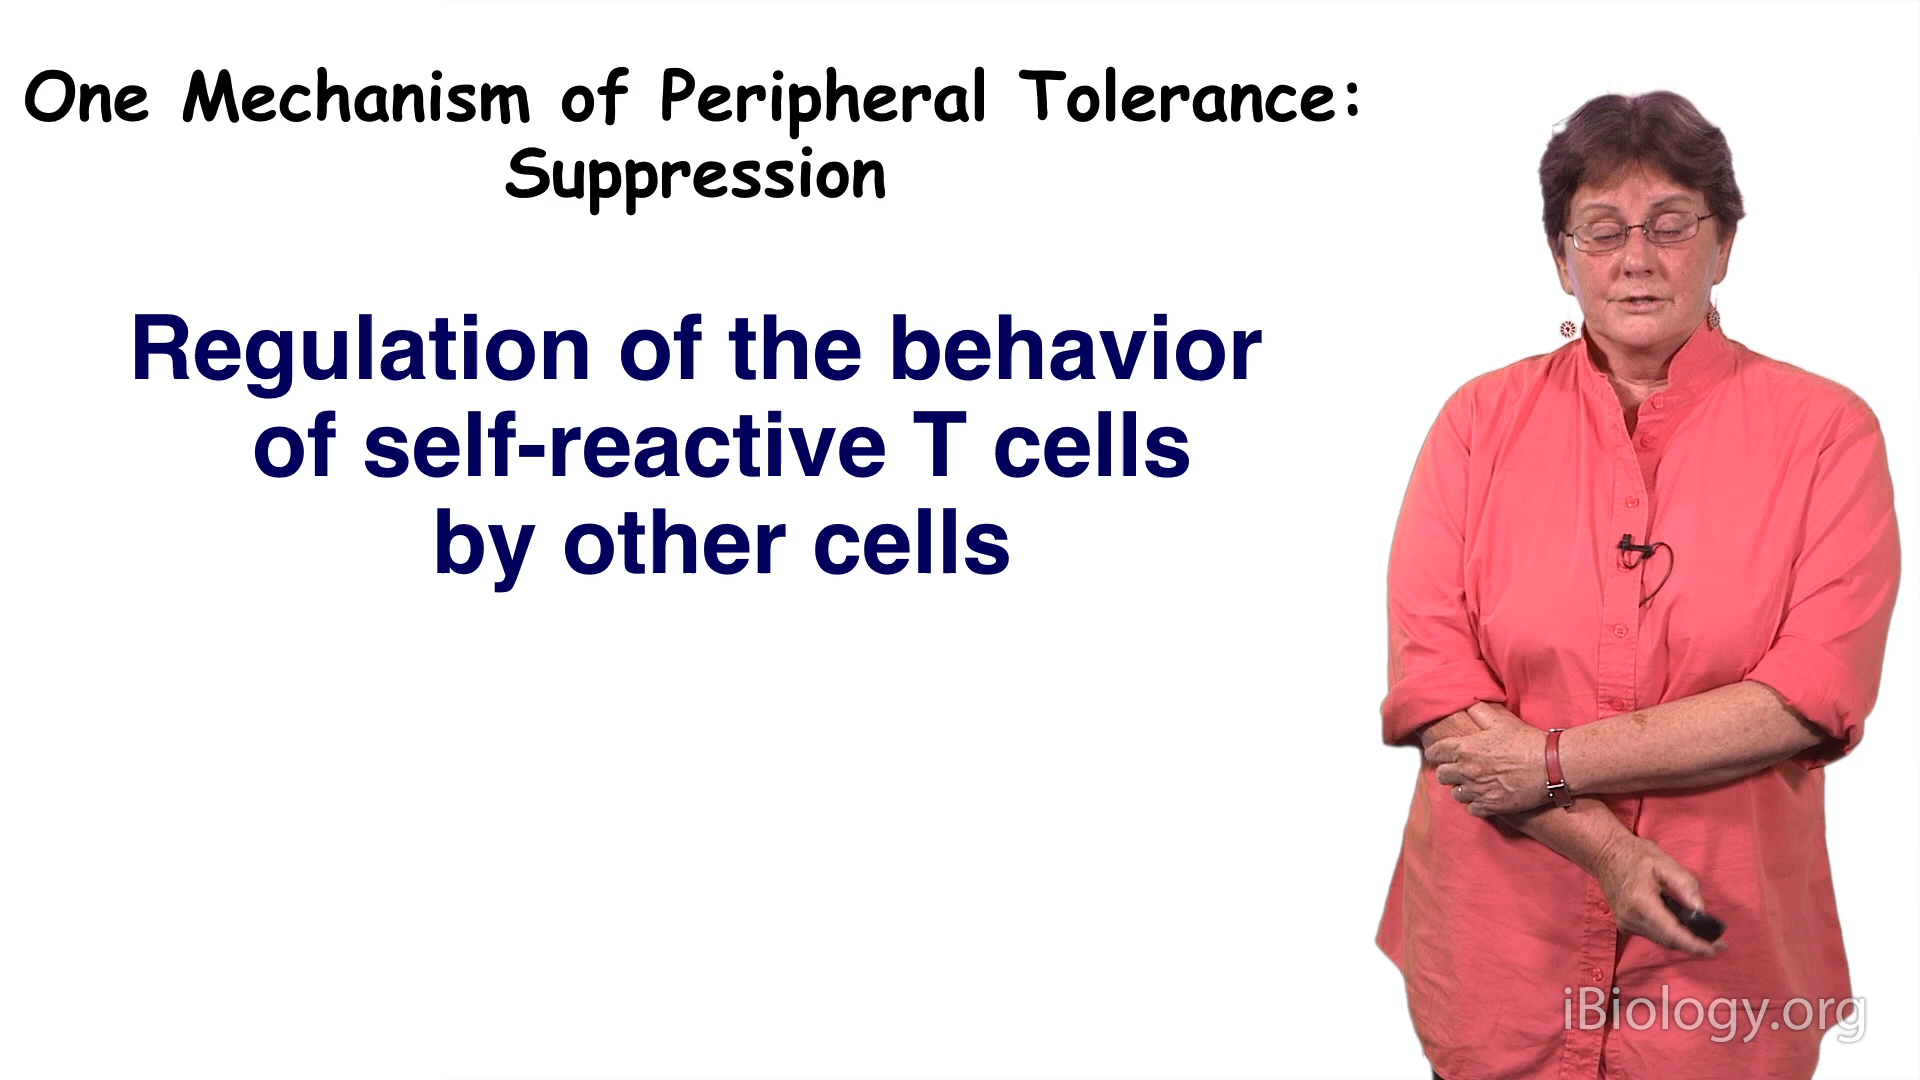 One Mechanism of Peripheral Tolerance:
Suppression
Regulation of the behavior
of self-reactive T cells
by other cells
iBiology.org